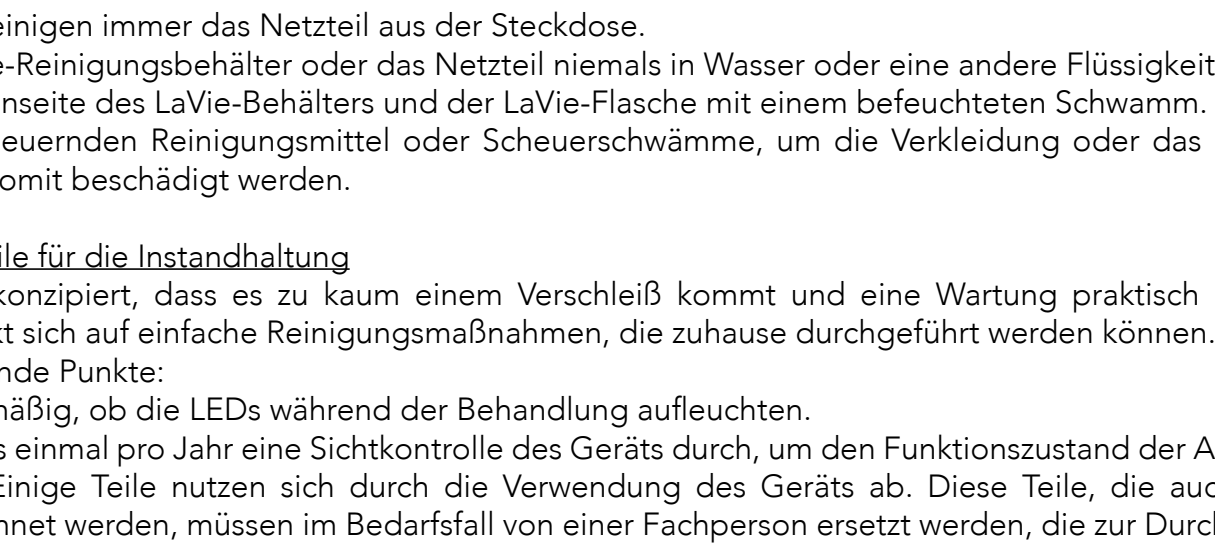 einigen immer das Netzteil aus der Steckdose.
e-Reinigungsbehälter oder das Netzteil niemals in Wasser oder eine andere Flüssigkeit
nseite des LaVie-Behälters und der LaVie-Flasche mit einem befeuchteten Schwamm.
euernden Reinigungsmittel oder Scheuerschwämme, um die Verkleidung oder das
omit beschädigt werden.
ile für die Instandhaltung
konzipiert, dass es zu kaum einem Verschleiß kommt und eine Wartung praktisch
kt sich auf einfache Reinigungsmaßnahmen, die zuhause durchgeführt werden können.
nde Punkte:
mäßig, ob die LEDs während der Behandlung aufleuchten.
s einmal pro Jahr eine Sichtkontrolle des Geräts durch, um den Funktionszustand der A
Einige Teile nutzen sich durch die Verwendung des Geräts ab. Diese Teile, die auc
hnet werden, müssen im Bedarfsfall von einer Fachperson ersetzt werden, die zur Durch